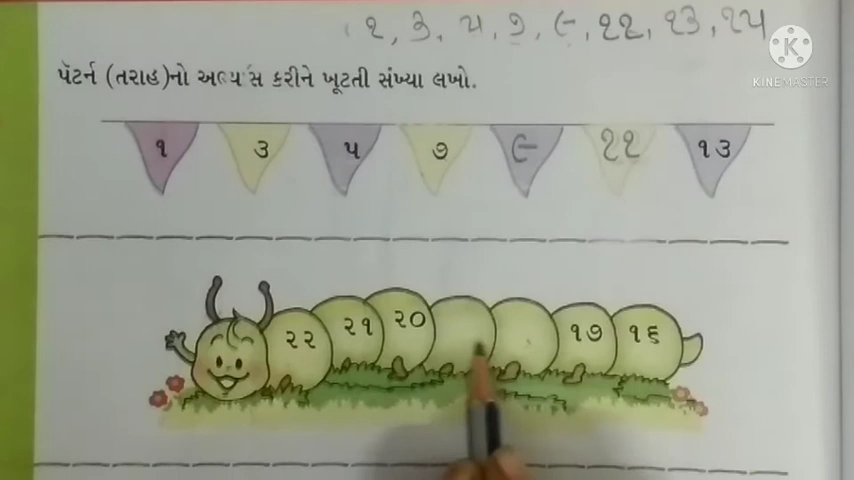 ૧, ૩, ૫, ૭, ૯, ૧૧, ૧૩, ૧૫
KINEMASTER
પૅટર્ન (તરાહ)નો અભ્યાસ કરીને ખૂટતી સંખ્યા લખો.
૧ ૩ ૫ ૭ ૯ ૧૧ ૧૩
૨૨ ૨૧ ૨૦ ૧૭ ૧૬